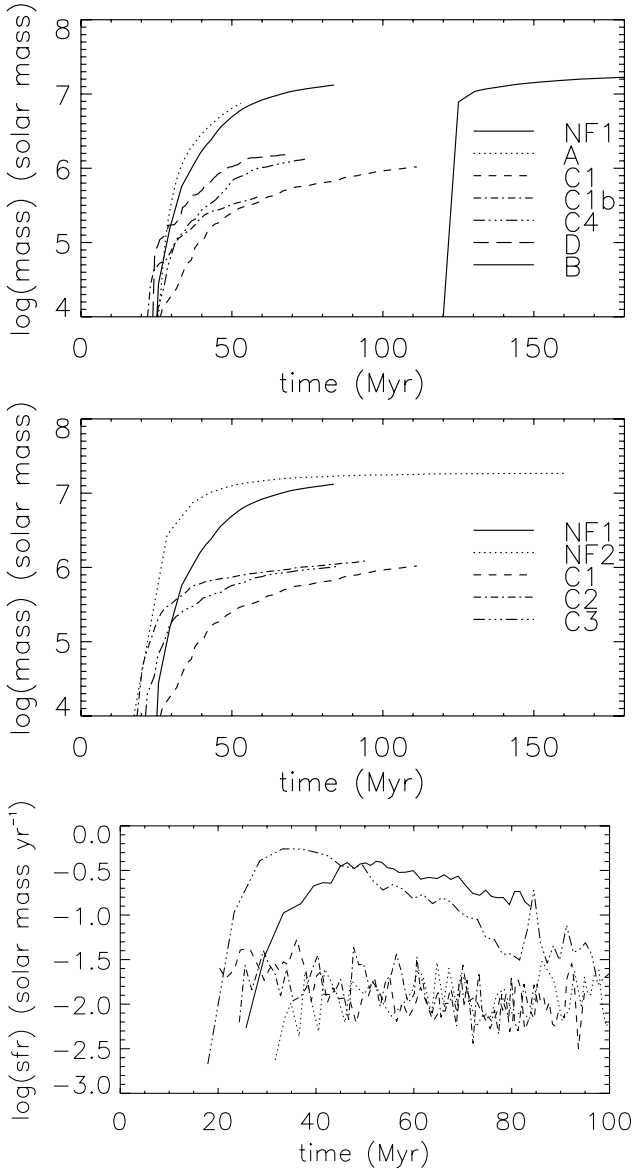 8
7
6
5
4
log(mass) (solar mass)
NF1
A
C1
C1b
C4
D
B
0 50 100 150
time (Myr)
8
7
6
5
4
log(mass) (solar mass)
NF1
NF2
C1
C2
C3
0 50 100 150
time (Myr)
0.0
-0.5
-1.0
-1.5
-2.0
-2.5
-3.0
log(sfr) (solar mass yr⁻¹)
0 20 40 60 80 100
time (Myr)